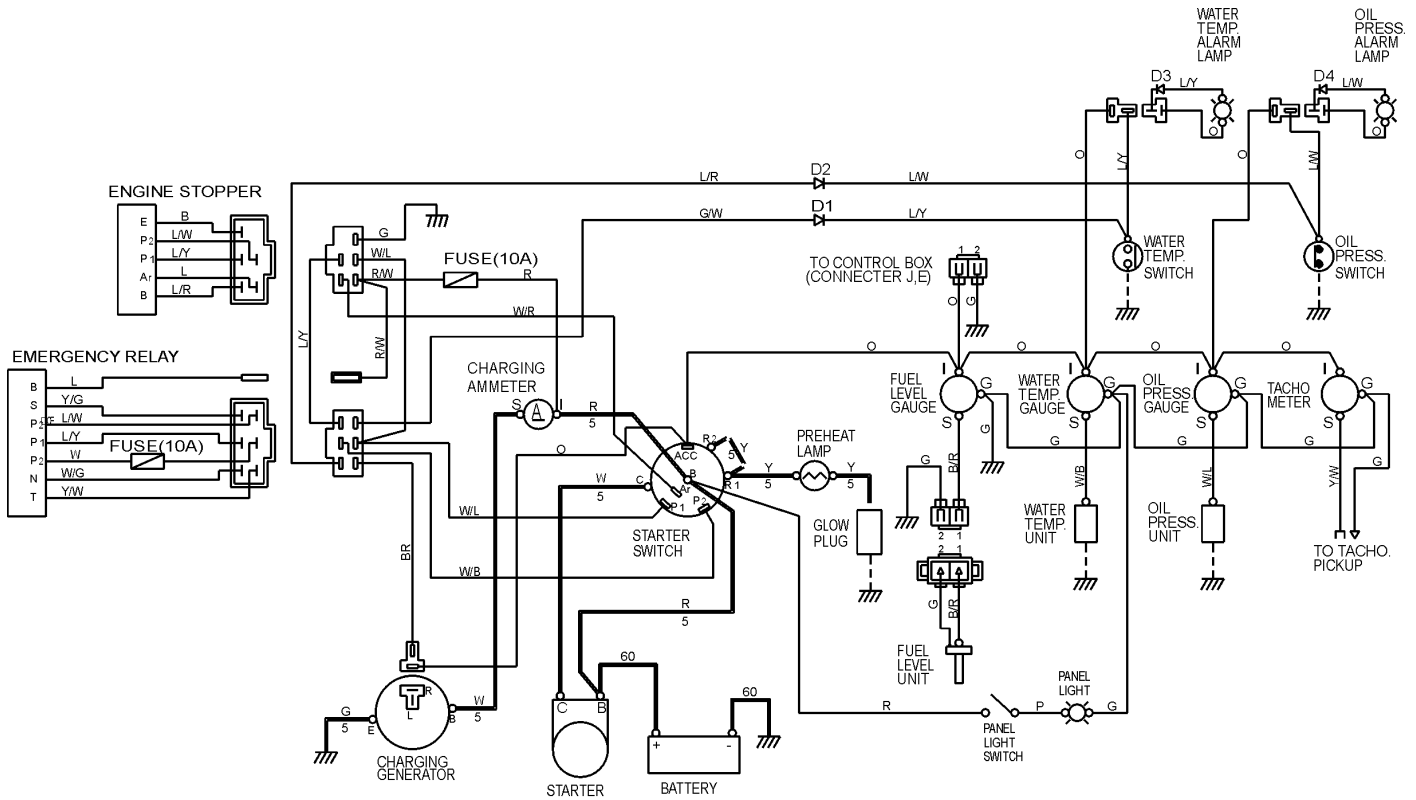 WATER
TEMP.
ALARM
LAMP
OIL
PRESS.
ALARM
LAMP
D3
L/Y
D4
L/W
O
O
O
L/Y
O
L/W
ENGINE STOPPER
E
B
P2
L/W
P1
L/Y
Ar
L
B
L/R
L/R
D2
L/W
G/W
D1
L/Y
WATER
TEMP.
SWITCH
OIL
PRESS.
SWITCH
G
W/L
R/W
FUSE(10A)
R
W/R
L/Y
R/W
TO CONTROL BOX
(CONNECTER J,E)
1 2
O
G
EMERGENCY RELAY
B
L
S
Y/G
P2
L/W
P1
L/Y
FUSE(10A)
P2
W
N
W/G
T
Y/W
CHARGING
AMMETER
S
A
I
R
5
O
O
O
O
O
FUEL
LEVEL
GAUGE
I
G
S
WATER
TEMP.
GAUGE
I
G
S
OIL
PRESS.
GAUGE
I
G
S
TACHO
METER
I
G
S
G
G
G
G
ACC
R2
5
Y
B
R1
C
Ar
P1
P2
STARTER
SWITCH
W
5
Y
5
PREHEAT
LAMP
Y
5
GLOW
PLUG
G
B/R
2 1
2 1
G
B/R
FUEL
LEVEL
UNIT
W/B
WATER
TEMP.
UNIT
W/L
OIL
PRESS.
UNIT
Y/W
G
TO TACHO.
PICKUP
W/L
W/B
BR
R
5
R
L
G
5
E
B
W
5
CHARGING
GENERATOR
C
B
STARTER
60
60
+
-
BATTERY
R
PANEL
LIGHT
SWITCH
P
PANEL
LIGHT
G